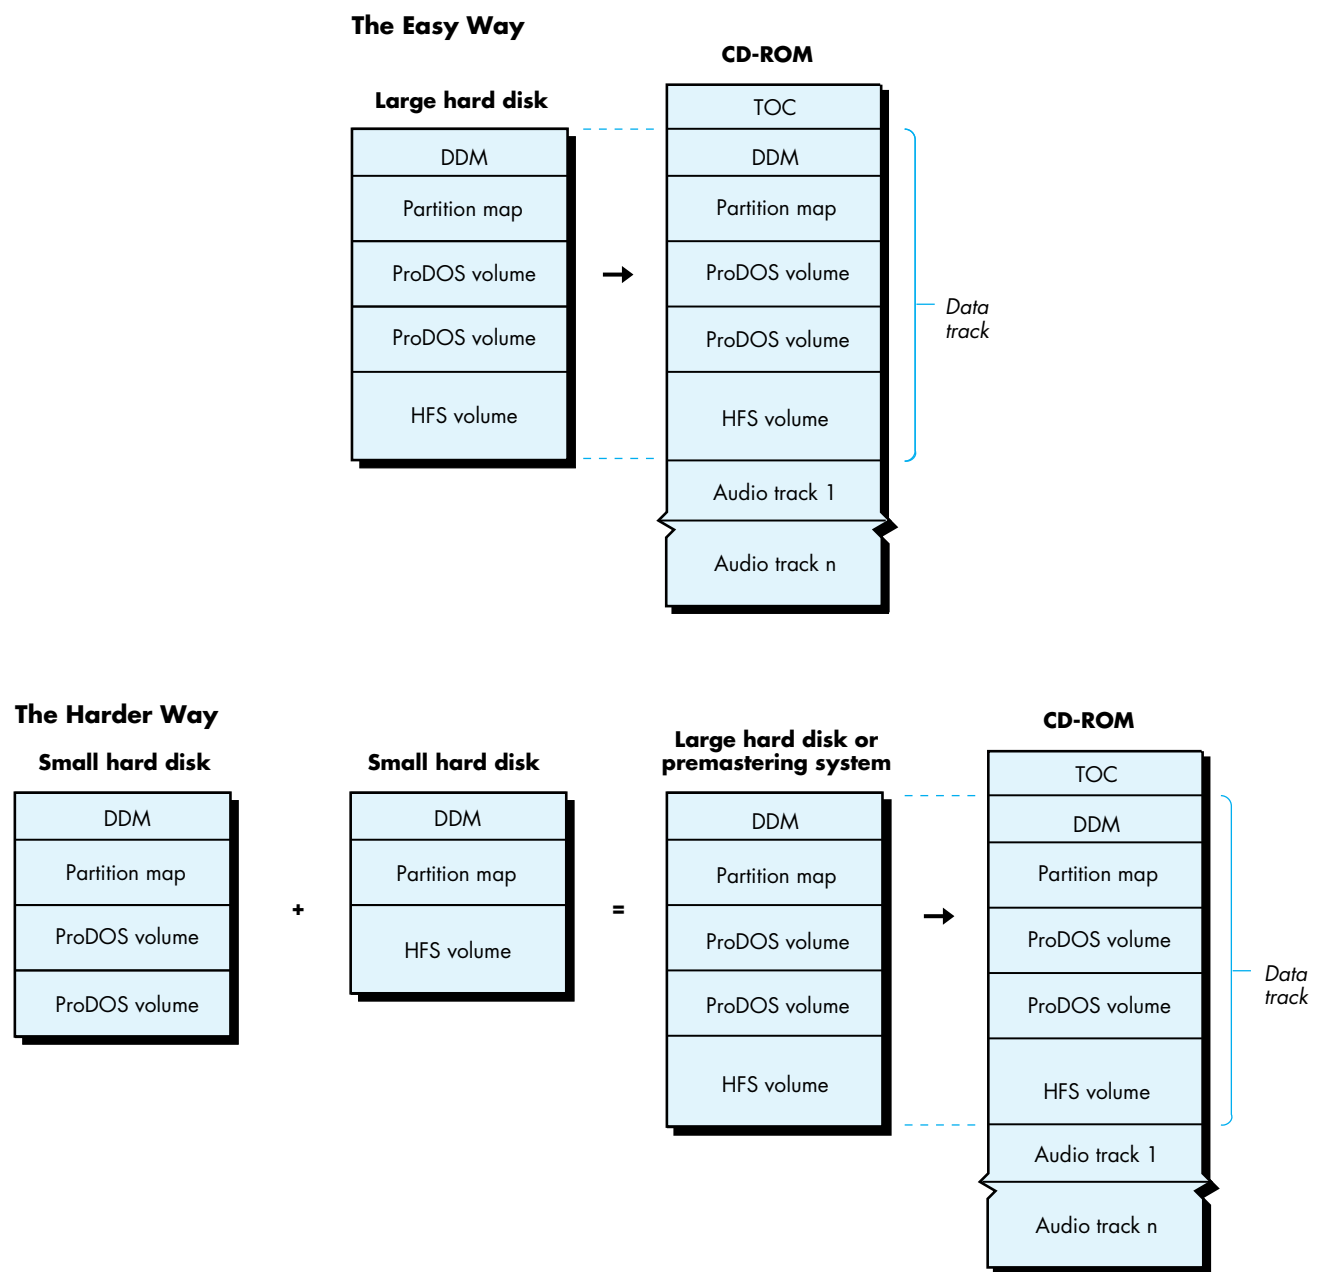 The Easy Way
Large hard disk
DDM
Partition map
ProDOS volume
ProDOS volume
HFS volume
CD-ROM
TOC
DDM
Partition map
ProDOS volume
ProDOS volume
HFS volume
Audio track 1
Audio track n
Data
track
The Harder Way
Small hard disk
DDM
Partition map
ProDOS volume
ProDOS volume
+
Small hard disk
DDM
Partition map
HFS volume
=
Large hard disk or
premastering system
DDM
Partition map
ProDOS volume
ProDOS volume
HFS volume
CD-ROM
TOC
DDM
Partition map
ProDOS volume
ProDOS volume
HFS volume
Audio track 1
Audio track n
Data
track